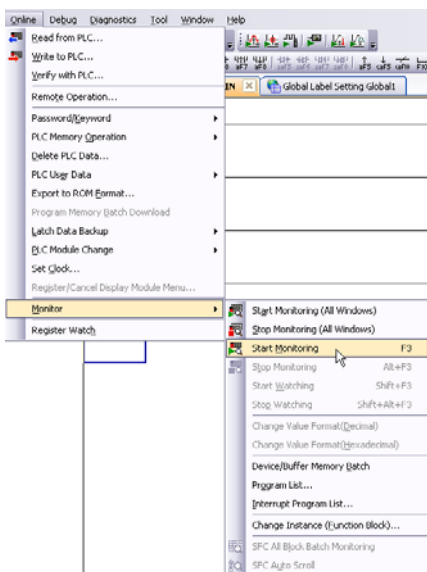 Online Debug Diagnostics Tool Window Help
Read from PLC...
Write to PLC...
Verify with PLC...
Remote Operation...
Password/Keyword
PLC Memory Operation
Delete PLC Data...
PLC User Data
Export to ROM Format...
Program Memory Batch Download
Latch Data Backup
PLC Module Change
Set Clock...
Register/Cancel Display Module Menu...
Monitor
Register Watch
IN Global Label Setting Global1
Start Monitoring (All Windows)
Stop Monitoring (All Windows)
Start Monitoring F3
Stop Monitoring Alt+F3
Start Watching Shift+F3
Stop Watching Shift+Alt+F3
Change Value Format(Decimal)
Change Value Format(Hexadecimal)
Device/Buffer Memory Batch
Program List...
Interrupt Program List...
Change Instance (Function Block)...
SFC All Block Batch Monitoring
SFC Auto Scroll